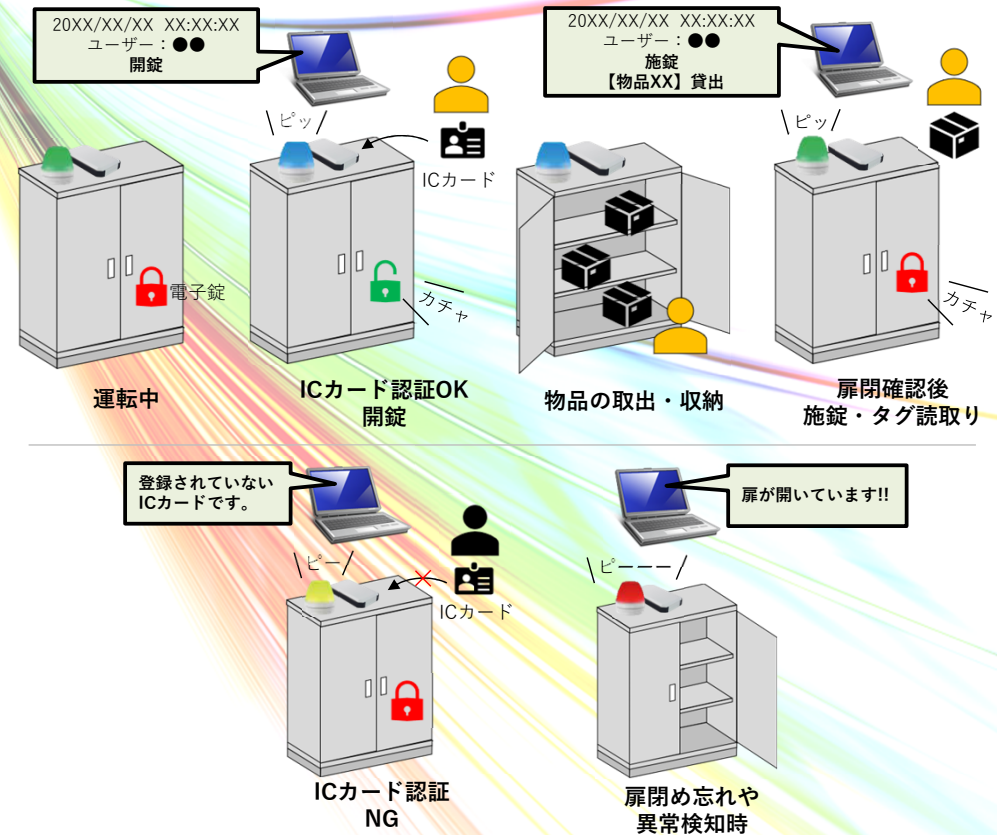 20XX/XX/XX XX:XX:XX
ユーザー：●●
開錠
ピッ
ICカード
電子錠
カチャ
運転中
ICカード認証OK
開錠
20XX/XX/XX XX:XX:XX
ユーザー：●●
施錠
【物品XX】貸出
ピッ
カチャ
物品の取出・収納
扉閉確認後
施錠・タグ読取り
登録されていない
ICカードです。
ピー
ICカード
ICカード認証
NG
扉が開いています!!
ピーーー
扉閉め忘れや
異常検知時